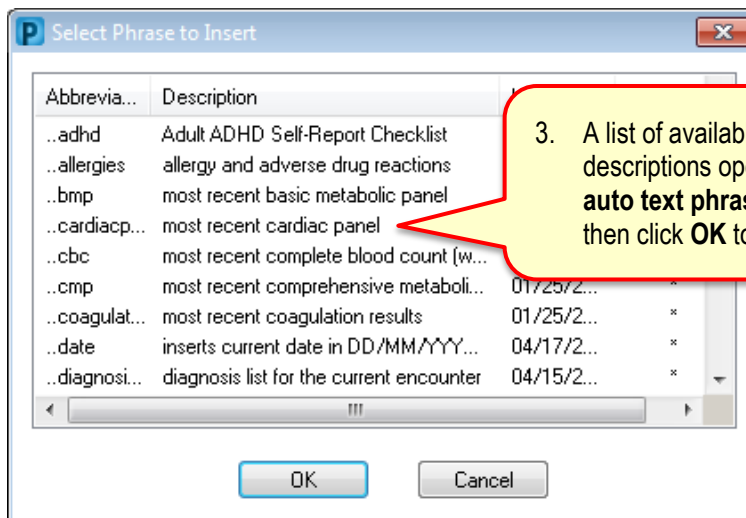 Select Phrase to Insert
Abbrevia... Description
..adhd Adult ADHD Self-Report Checklist
..allergies allergy and adverse drug reactions
..bmp most recent basic metabolic panel
..cardiacp... most recent cardiac panel
..cbc most recent complete blood count (w...
..cmp most recent comprehensive metaboli... 01/25/2... *
..coagulat... most recent coagulation results 01/25/2... *
..date inserts current date in DD/MM/YYY... 04/17/2... *
..diagnosi... diagnosis list for the current encounter 04/15/2... *
3. A list of availab
descriptions op
auto text phras
then click OK to
OK Cancel